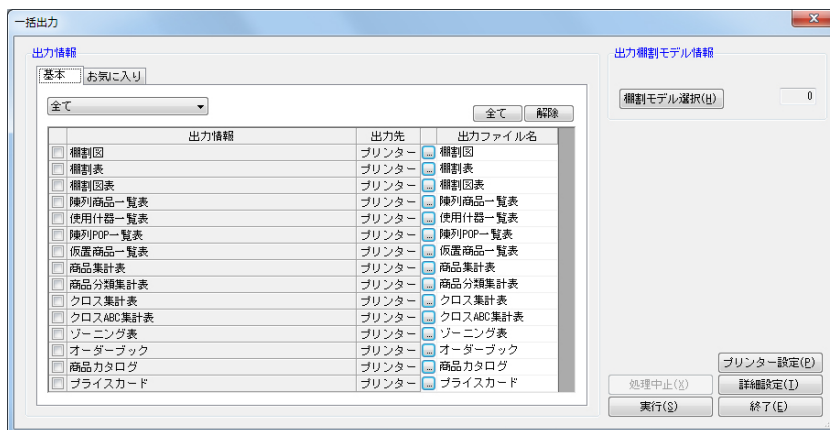 一括出力
出力情報
基本 お気に入り
全て
全て 解除
出力情報 出力先 出力ファイル名
棚割図 プリンター ... 棚割図
棚割表 プリンター ... 棚割表
棚割図表 プリンター ... 棚割図表
陳列商品一覧表 プリンター ... 陳列商品一覧表
使用什器一覧表 プリンター ... 使用什器一覧表
陳列POP一覧表 プリンター ... 陳列POP一覧表
仮置商品一覧表 プリンター ... 仮置商品一覧表
商品集計表 プリンター ... 商品集計表
商品分類集計表 プリンター ... 商品分類集計表
クロス集計表 プリンター ... クロス集計表
クロスABC集計表 プリンター ... クロスABC集計表
ゾーニング表 プリンター ... ゾーニング表
オーダーブック プリンター ... オーダーブック
商品カタログ プリンター ... 商品カタログ
プライスカード プリンター ... プライスカード
出力棚割モデル情報
棚割モデル選択(H) 0
プリンター設定(P)
処理中止(X) 詳細設定(I)
実行(S) 終了(E)